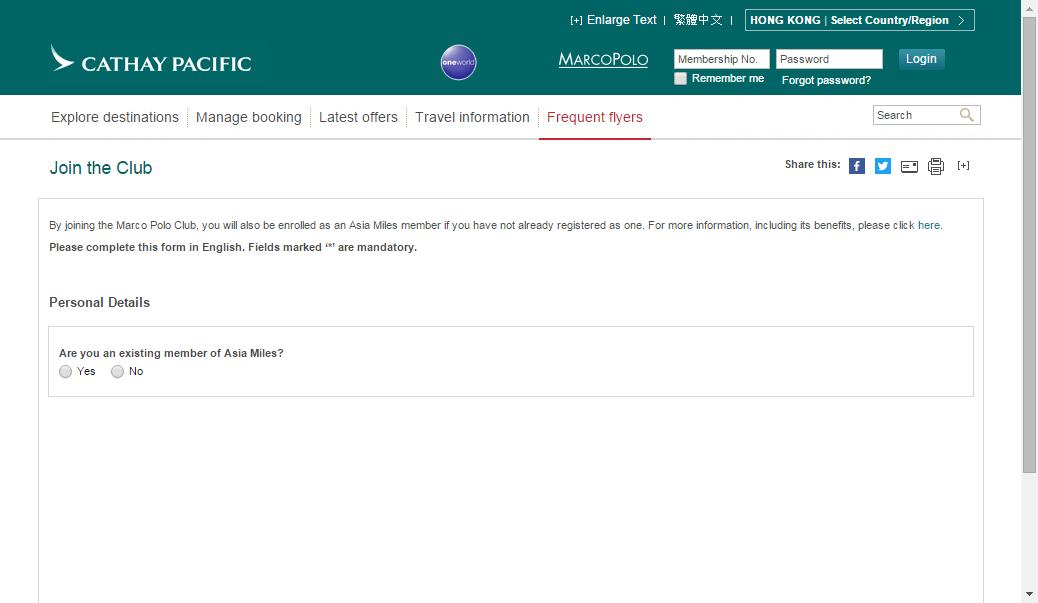 [+] Enlarge Text | 繁體中文 | HONG KONG | Select Country/Region
CATHAY PACIFIC
oneworld
MARCOPOLO
Membership No. Password Login
Remember me Forgot password?
Explore destinations Manage booking Latest offers Travel information Frequent flyers
Search
Join the Club
Share this: f [+]
By joining the Marco Polo Club, you will also be enrolled as an Asia Miles member if you have not already registered as one. For more information, including its benefits, please click here.
Please complete this form in English. Fields marked ‘*’ are mandatory.
Personal Details
Are you an existing member of Asia Miles?
Yes No